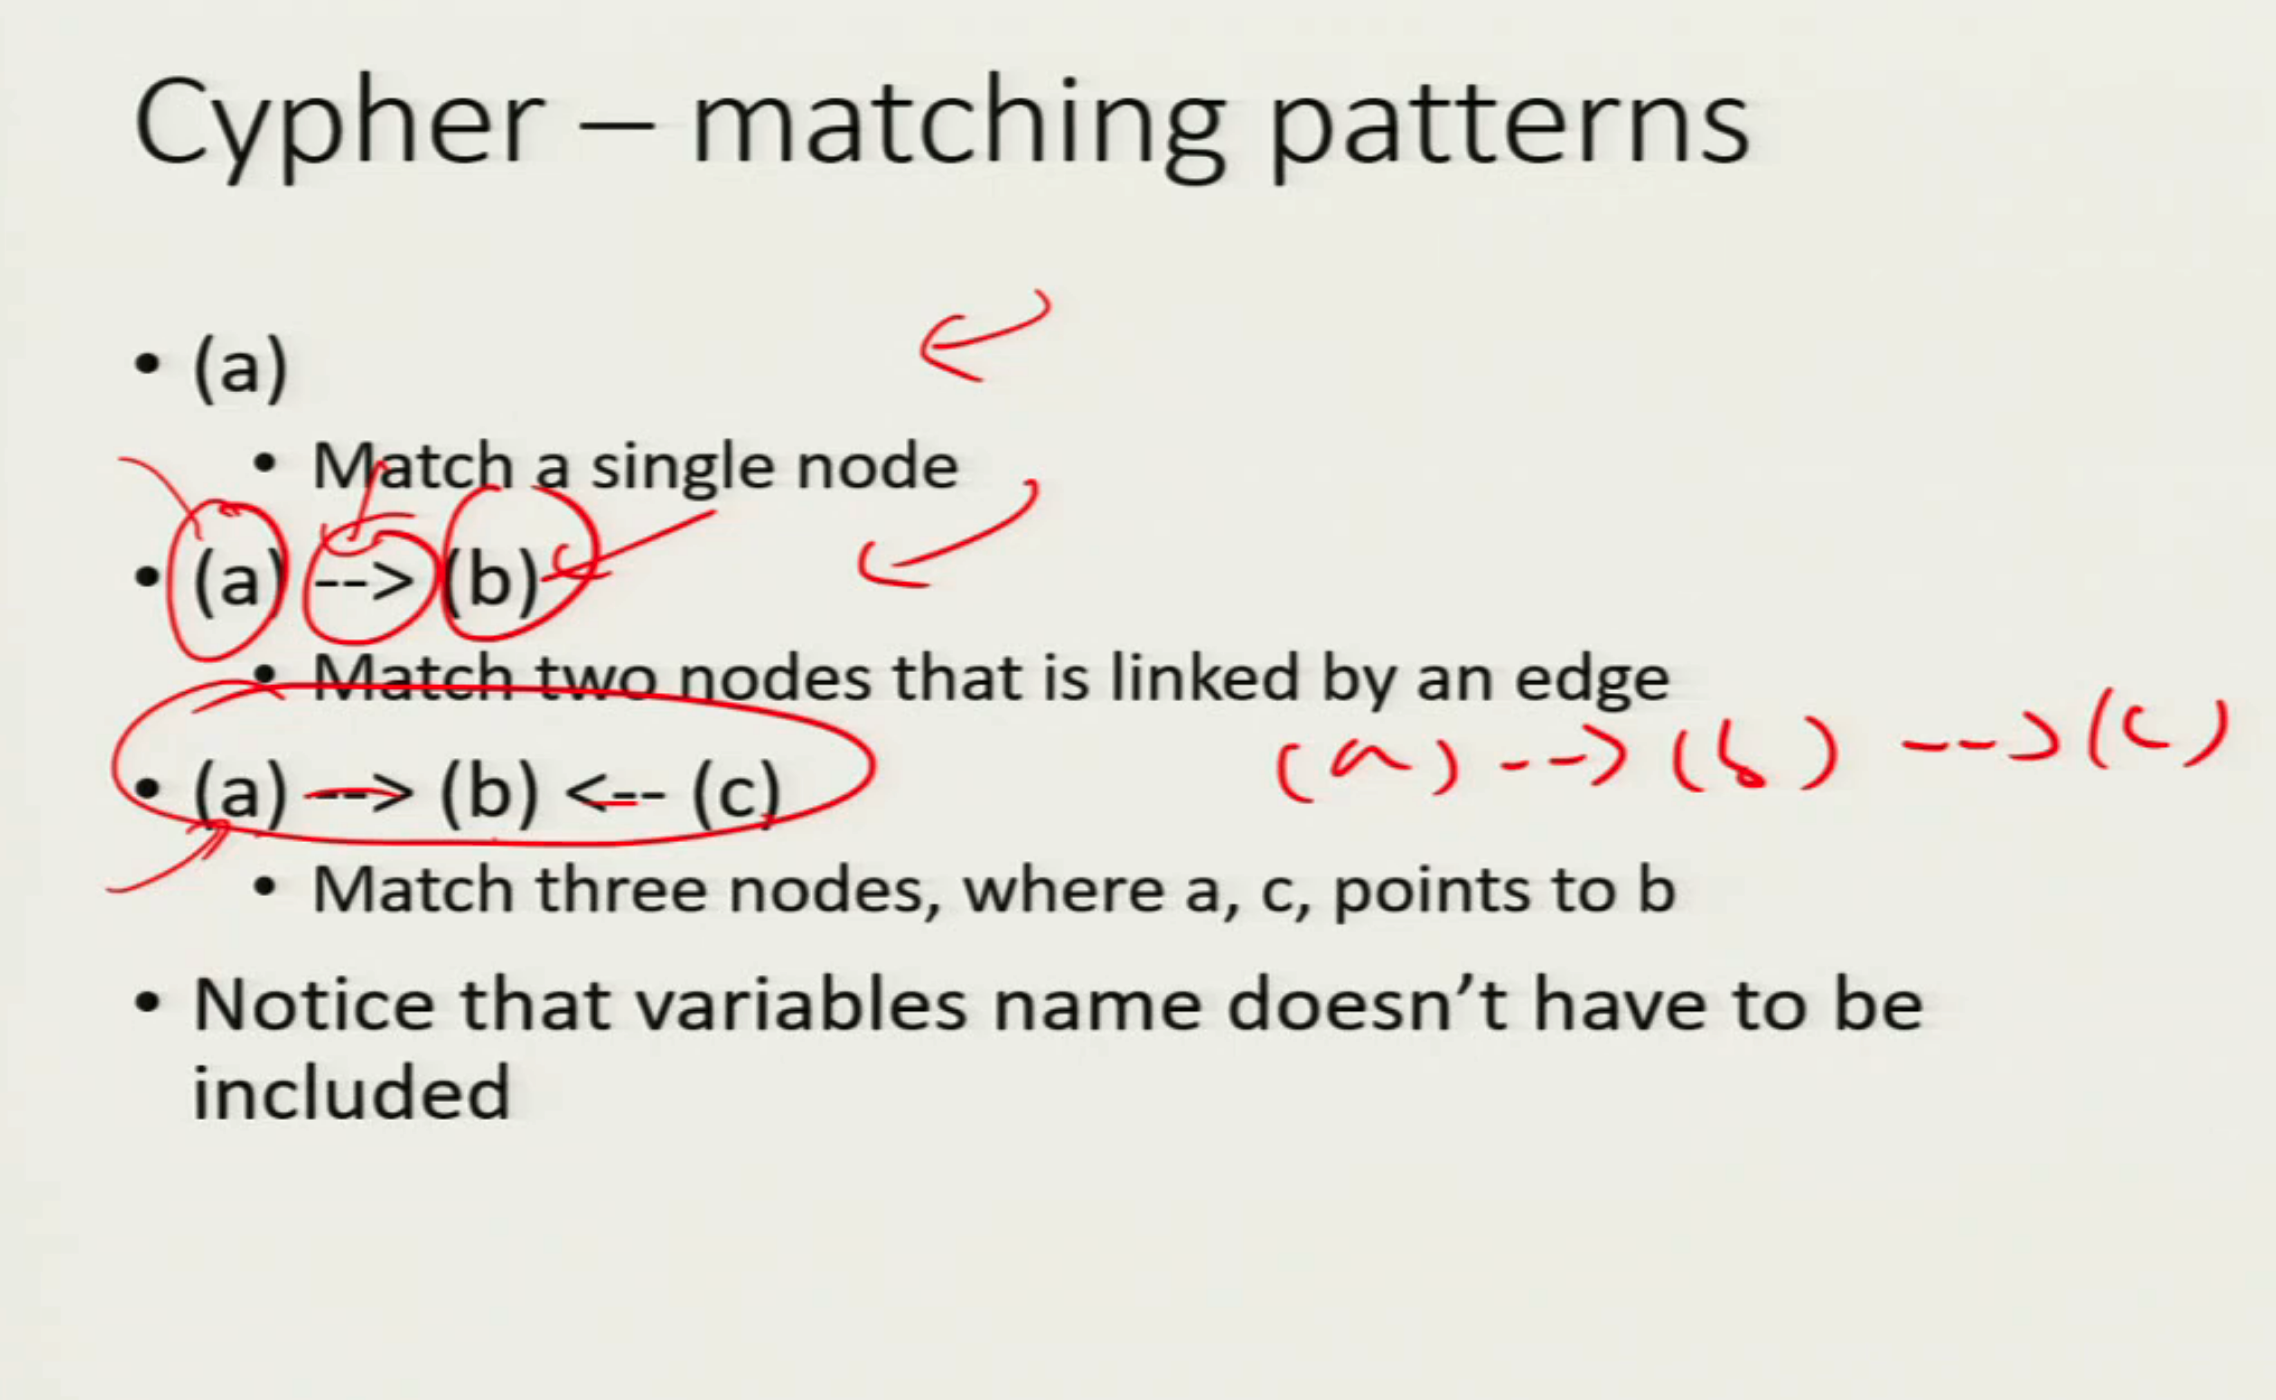 Cypher – matching patterns
• (a)
• Match a single node
• (a) --> (b)
• Match two nodes that is linked by an edge
(a) --> (b) --> (c)
• (a) --> (b) <-- (c)
• Match three nodes, where a, c, points to b
• Notice that variables name doesn’t have to be
included